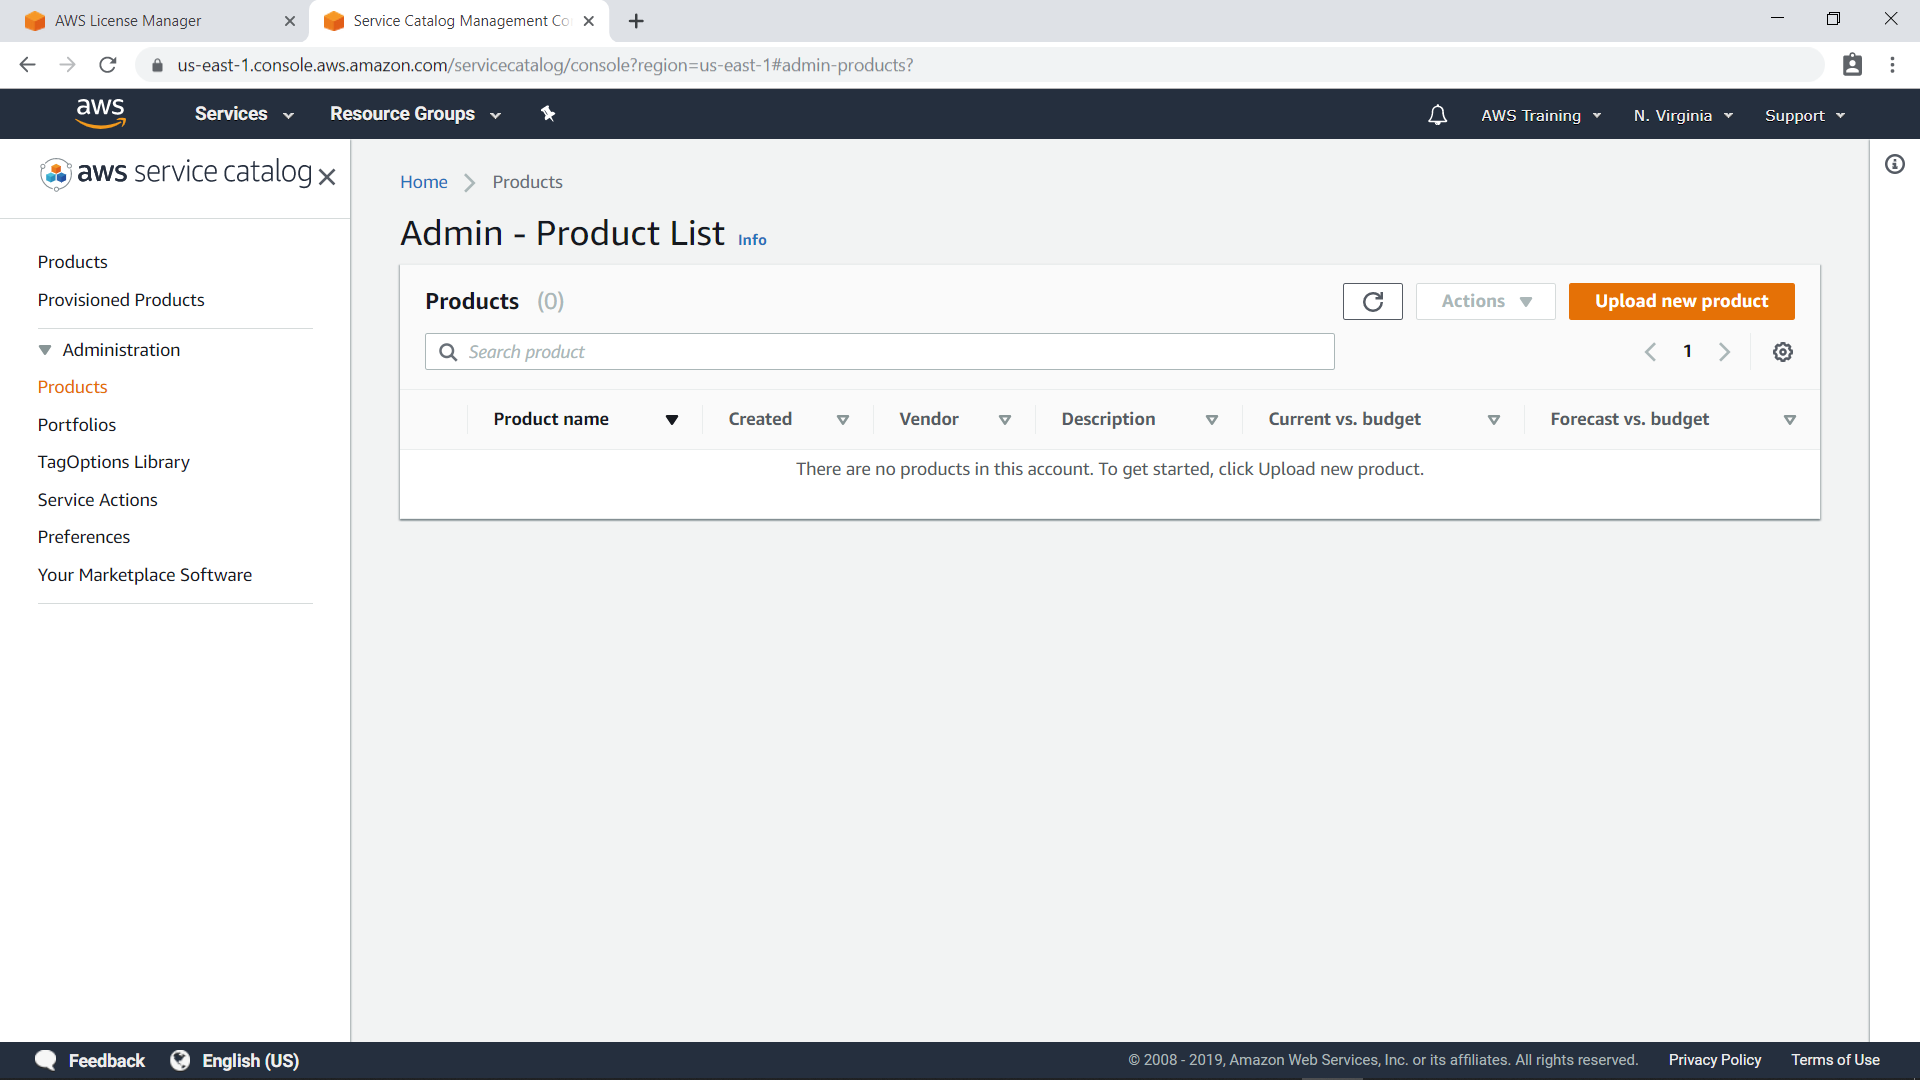 AWS License Manager
Service Catalog Management Co
us-east-1.console.aws.amazon.com/servicecatalog/console?region=us-east-1#admin-products?
aws
Services
Resource Groups
AWS Training
N. Virginia
Support
aws service catalog
Products
Provisioned Products
Administration
Products
Portfolios
TagOptions Library
Service Actions
Preferences
Your Marketplace Software
Home
Products
Admin - Product List Info
Products (0)
Actions
Upload new product
Search product
1
Product name
Created
Vendor
Description
Current vs. budget
Forecast vs. budget
There are no products in this account. To get started, click Upload new product.
Feedback
English (US)
© 2008 - 2019, Amazon Web Services, Inc. or its affiliates. All rights reserved.
Privacy Policy
Terms of Use